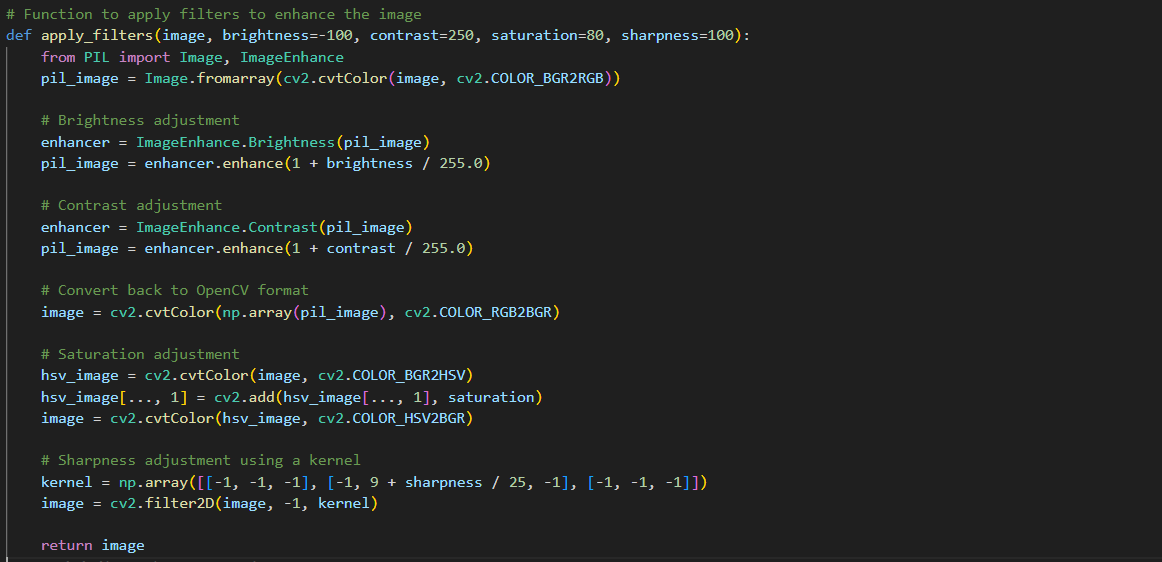 # Function to apply filters to enhance the image
def apply_filters(image, brightness=-100, contrast=250, saturation=80, sharpness=100):
    from PIL import Image, ImageEnhance
    pil_image = Image.fromarray(cv2.cvtColor(image, cv2.COLOR_BGR2RGB))

    # Brightness adjustment
    enhancer = ImageEnhance.Brightness(pil_image)
    pil_image = enhancer.enhance(1 + brightness / 255.0)

    # Contrast adjustment
    enhancer = ImageEnhance.Contrast(pil_image)
    pil_image = enhancer.enhance(1 + contrast / 255.0)

    # Convert back to OpenCV format
    image = cv2.cvtColor(np.array(pil_image), cv2.COLOR_RGB2BGR)

    # Saturation adjustment
    hsv_image = cv2.cvtColor(image, cv2.COLOR_BGR2HSV)
    hsv_image[..., 1] = cv2.add(hsv_image[..., 1], saturation)
    image = cv2.cvtColor(hsv_image, cv2.COLOR_HSV2BGR)

    # Sharpness adjustment using a kernel
    kernel = np.array([[-1, -1, -1], [-1, 9 + sharpness / 25, -1], [-1, -1, -1]])
    image = cv2.filter2D(image, -1, kernel)

    return image